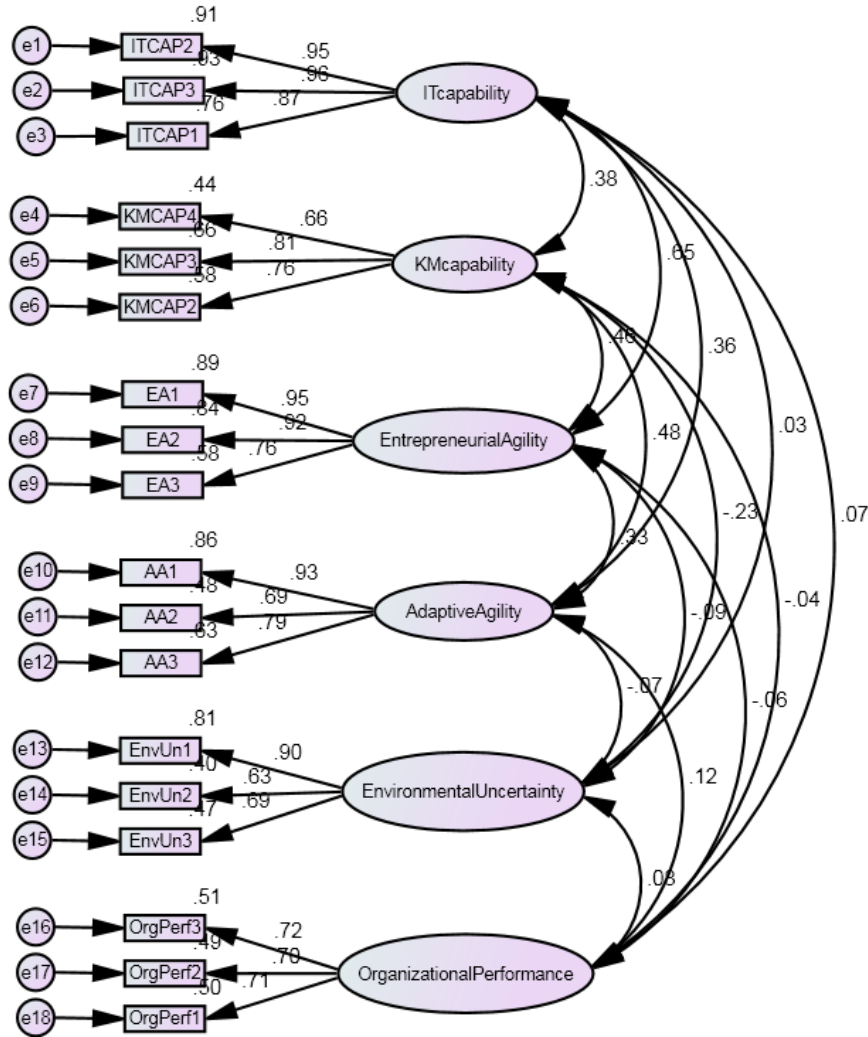 .91
e1 ITCAP2 .95
.93
e2 ITCAP3 .96 ITcapability
.76 .87
e3 ITCAP1
.38
.44
e4 KMCAP4 .66
.66 .81
e5 KMCAP3 KMcapability .65
.58 .76
e6 KMCAP2
.46 .36
.89
e7 EA1 .95
.84 .92 .03
e8 EA2 EntrepreneurialAgility .48
.58 .76
e9 EA3
-.23 .07
.33
.86
e10 AA1 .93
.48 .69 -.04
e11 AA2 AdaptiveAgility -.09
.63 .79
e12 AA3
-.07 -.06
.81
e13 EnvUn1 .90
.40 .63 .12
e14 EnvUn2 EnvironmentalUncertainty
.47 .69
e15 EnvUn3
.51
e16 OrgPerf3 .72
.49 .70
e17 OrgPerf2 OrganizationalPerformance
.50 .71
e18 OrgPerf1